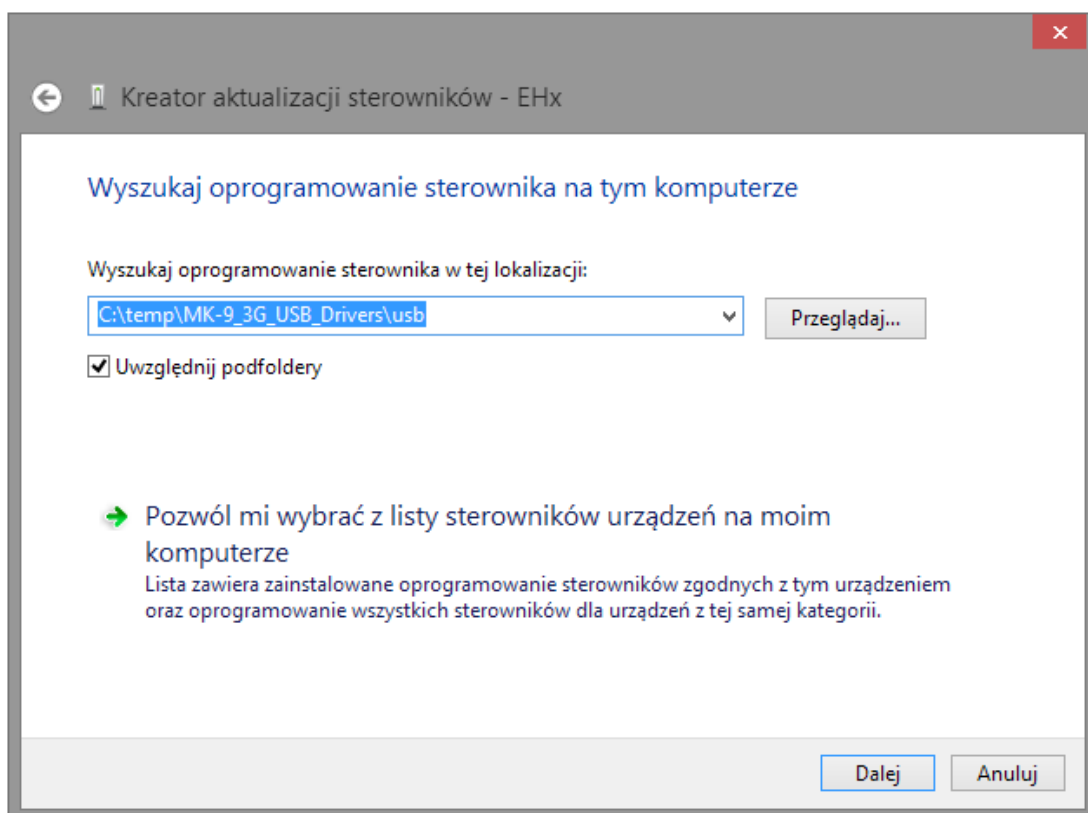 Kreator aktualizacji sterowników - EHx
Wyszukaj oprogramowanie sterownika na tym komputerze
Wyszukaj oprogramowanie sterownika w tej lokalizacji:
C:\temp\MK-9_3G_USB_Drivers\usb
Przeglądaj...
Uwzględnij podfoldery
Pozwól mi wybrać z listy sterowników urządzeń na moim
komputerze
Lista zawiera zainstalowane oprogramowanie sterowników zgodnych z tym urządzeniem
oraz oprogramowanie wszystkich sterowników dla urządzeń z tej samej kategorii.
Dalej
Anuluj